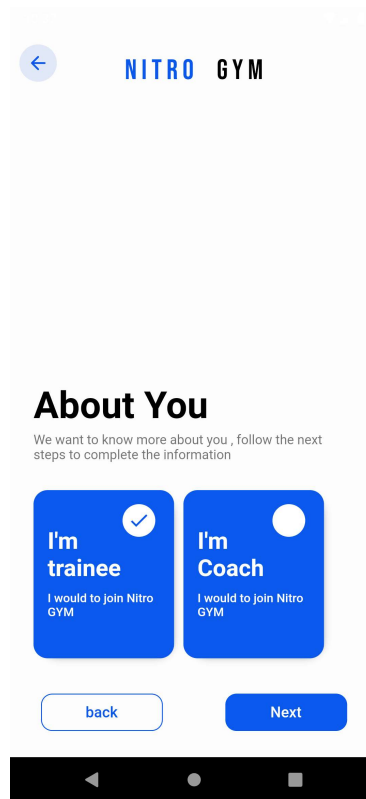 NITRO GYM
About You
We want to know more about you , follow the next
steps to complete the information
I'm
trainee
I would to join Nitro
GYM
I'm
Coach
I would to join Nitro
GYM
back
Next